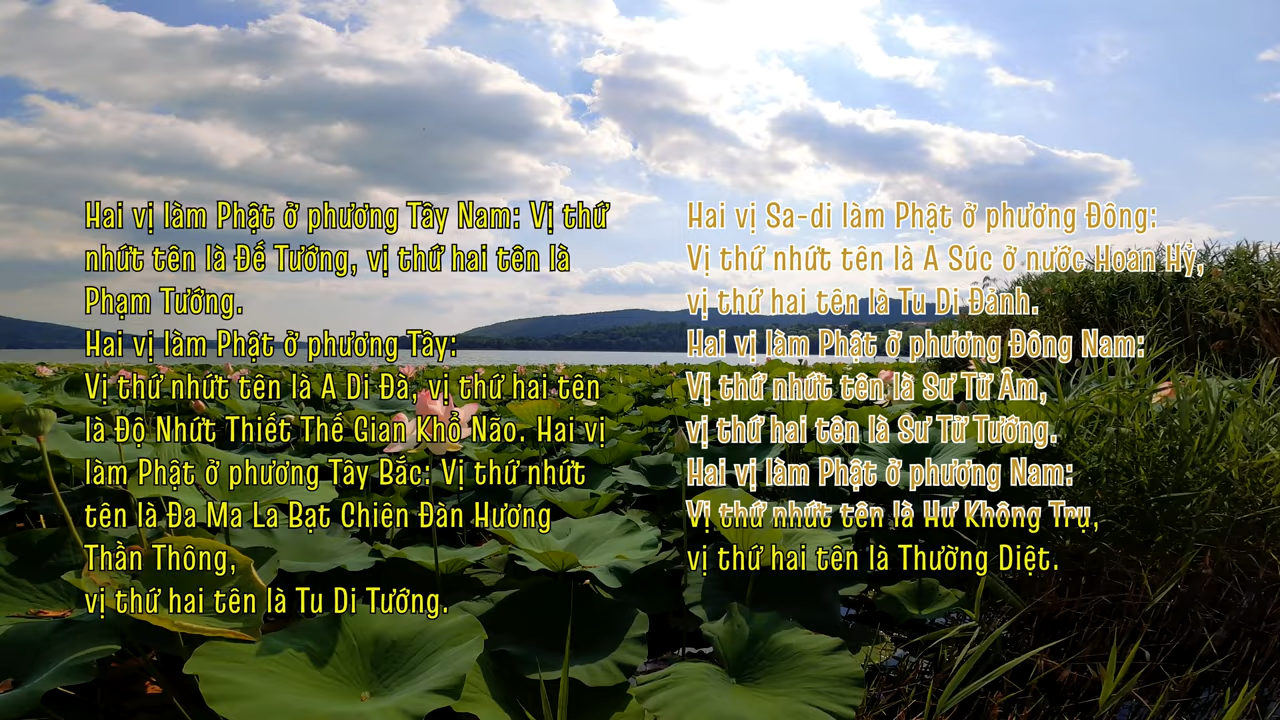 Hai vị làm Phật ở phương Tây Nam: Vị thứ
nhứt tên là Đế Tướng, vị thứ hai tên là
Phạm Tướng.
Hai vị làm Phật ở phương Tây:
Vị thứ nhứt tên là A Di Đà, vị thứ hai tên
là Độ Nhứt Thiết Thế Gian Khổ Não. Hai vị
làm Phật ở phương Tây Bắc: Vị thứ nhứt
tên là Đa Ma La Bạt Chiên Đàn Hương
Thần Thông,
vị thứ hai tên là Tu Di Tướng.
Hai vị Sa-di làm Phật ở phương Đông:
Vị thứ nhứt tên là A Súc ở nước Hoan Hỷ,
vị thứ hai tên là Tu Di Đảnh.
Hai vị làm Phật ở phương Đông Nam:
Vị thứ nhứt tên là Sư Tử Âm,
vị thứ hai tên là Sư Tử Tướng.
Hai vị làm Phật ở phương Nam:
Vị thứ nhứt tên là Hư Không Trụ,
vị thứ hai tên là Thường Diệt.